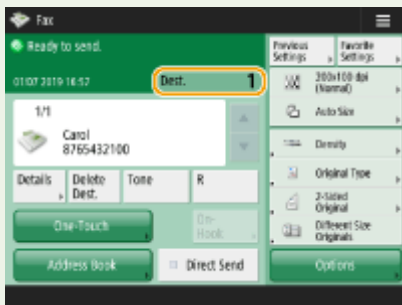 Fax
Ready to send.
01/07 2019 16:52
Dest. 1
1/1
Carol
8765432100
Details
Delete
Dest.
Tone
R
One-Touch
On-
Hook
Address Book
Direct Send
Previous
Settings
Favorite
Settings
200x100 dpi
(Normal)
Auto Size
Density
Original Type
2-Sided
Original
Different Size
Originals
Options